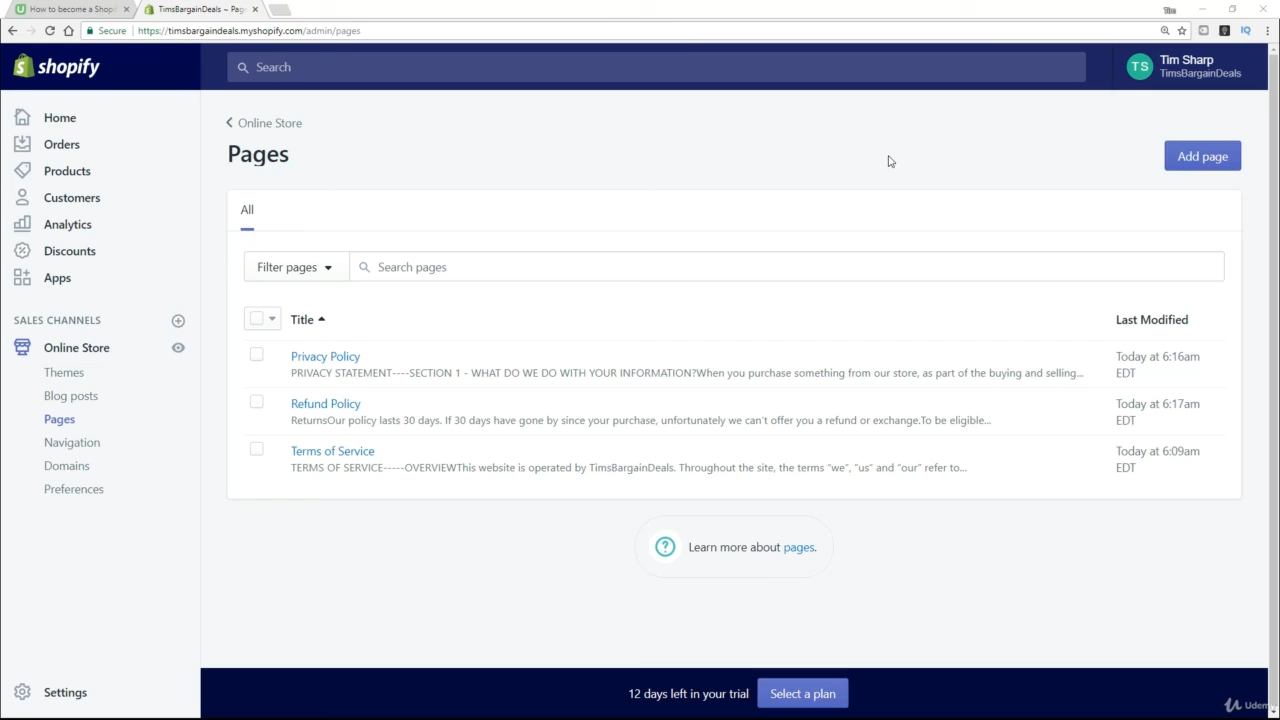 How to become a Shopif
TimsBargainDeals ~ Pag
Tim
Secure
https://timsbargaindeals.myshopify.com/admin/pages
IQ
shopify
Search
TS
Tim Sharp
TimsBargainDeals
Home
Orders
Products
Customers
Analytics
Discounts
Apps
SALES CHANNELS
Online Store
Themes
Blog posts
Pages
Navigation
Domains
Preferences
Settings
Online Store
Pages
Add page
All
Filter pages
Search pages
Title
Last Modified
Privacy Policy
PRIVACY STATEMENT----SECTION 1 - WHAT DO WE DO WITH YOUR INFORMATION?When you purchase something from our store, as part of the buying and selling...
Today at 6:16am
EDT
Refund Policy
ReturnsOur policy lasts 30 days. If 30 days have gone by since your purchase, unfortunately we can't offer you a refund or exchange.To be eligible...
Today at 6:17am
EDT
Terms of Service
TERMS OF SERVICE-----OVERVIEWThis website is operated by TimsBargainDeals. Throughout the site, the terms “we”, “us” and “our” refer to...
Today at 6:09am
EDT
Learn more about pages.
12 days left in your trial
Select a plan
Udemy